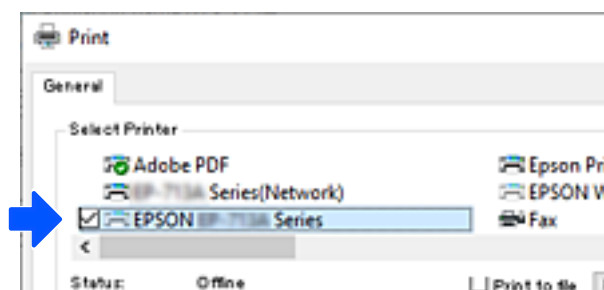 Print
General
Select Printer
Adobe PDF
Epson Pri
Series(Network)
EPSON W
EPSON Series
Fax
Status: Offline
Print to file